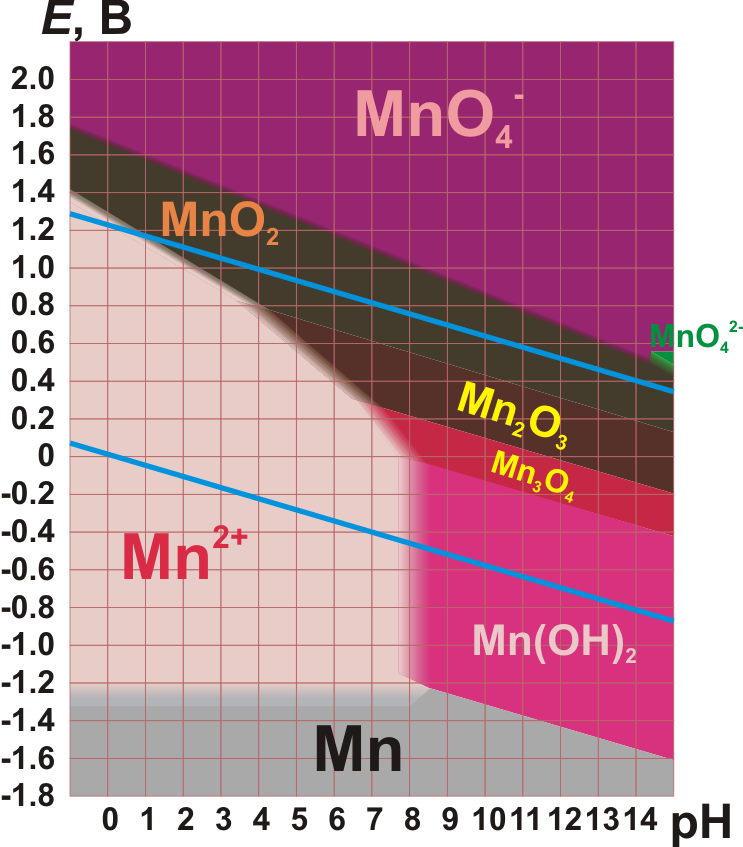 E, В
2.0
1.8
1.6
1.4
1.2
1.0
0.8
0.6
0.4
0.2
0
-0.2
-0.4
-0.6
-0.8
-1.0
-1.2
-1.4
-1.6
-1.8
MnO₄⁻
MnO₂
MnO₄²⁻
Mn₂O₃
Mn₃O₄
Mn²⁺
Mn(OH)₂
Mn
0 1 2 3 4 5 6 7 8 9 10 11 12 13 14 pH